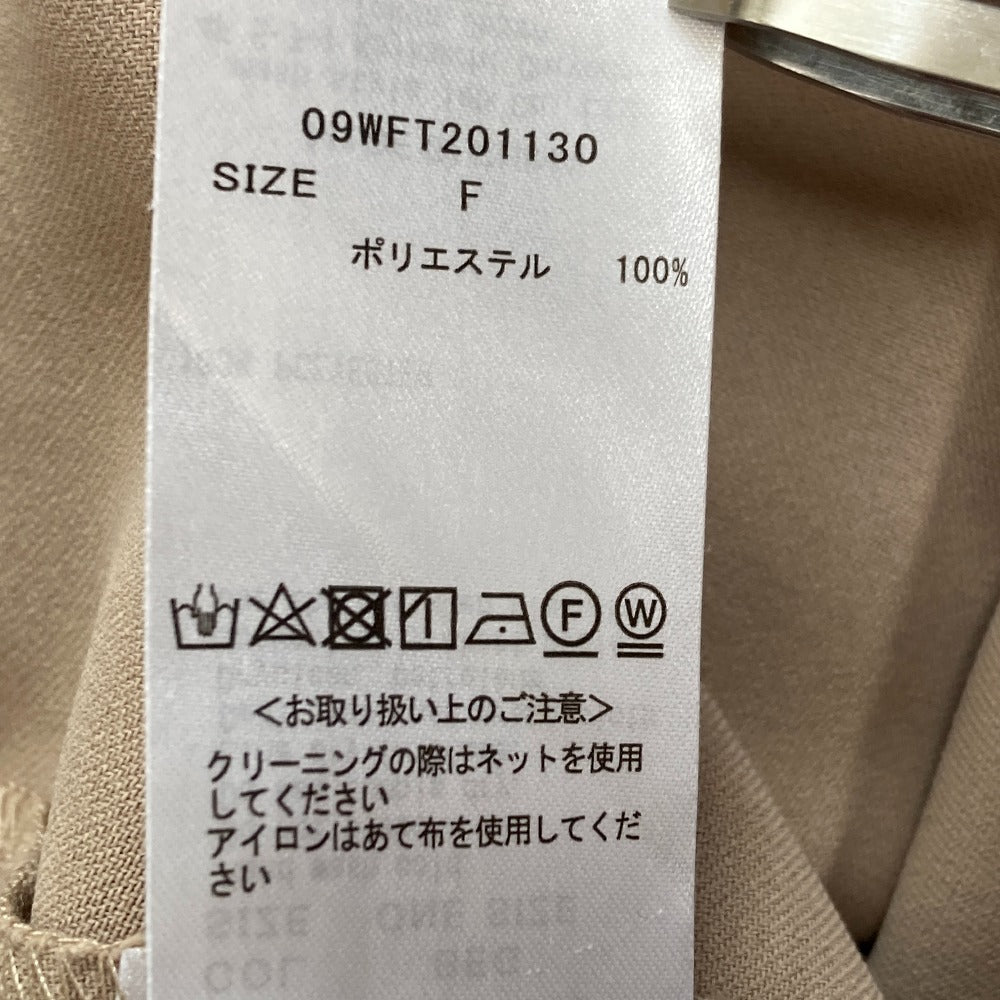 09WFT201130
SIZE F
ポリエステル 100%
F W
<お取り扱い上のご注意>
クリーニングの際はネットを使用
してください
アイロンはあて布を使用してくだ
さい